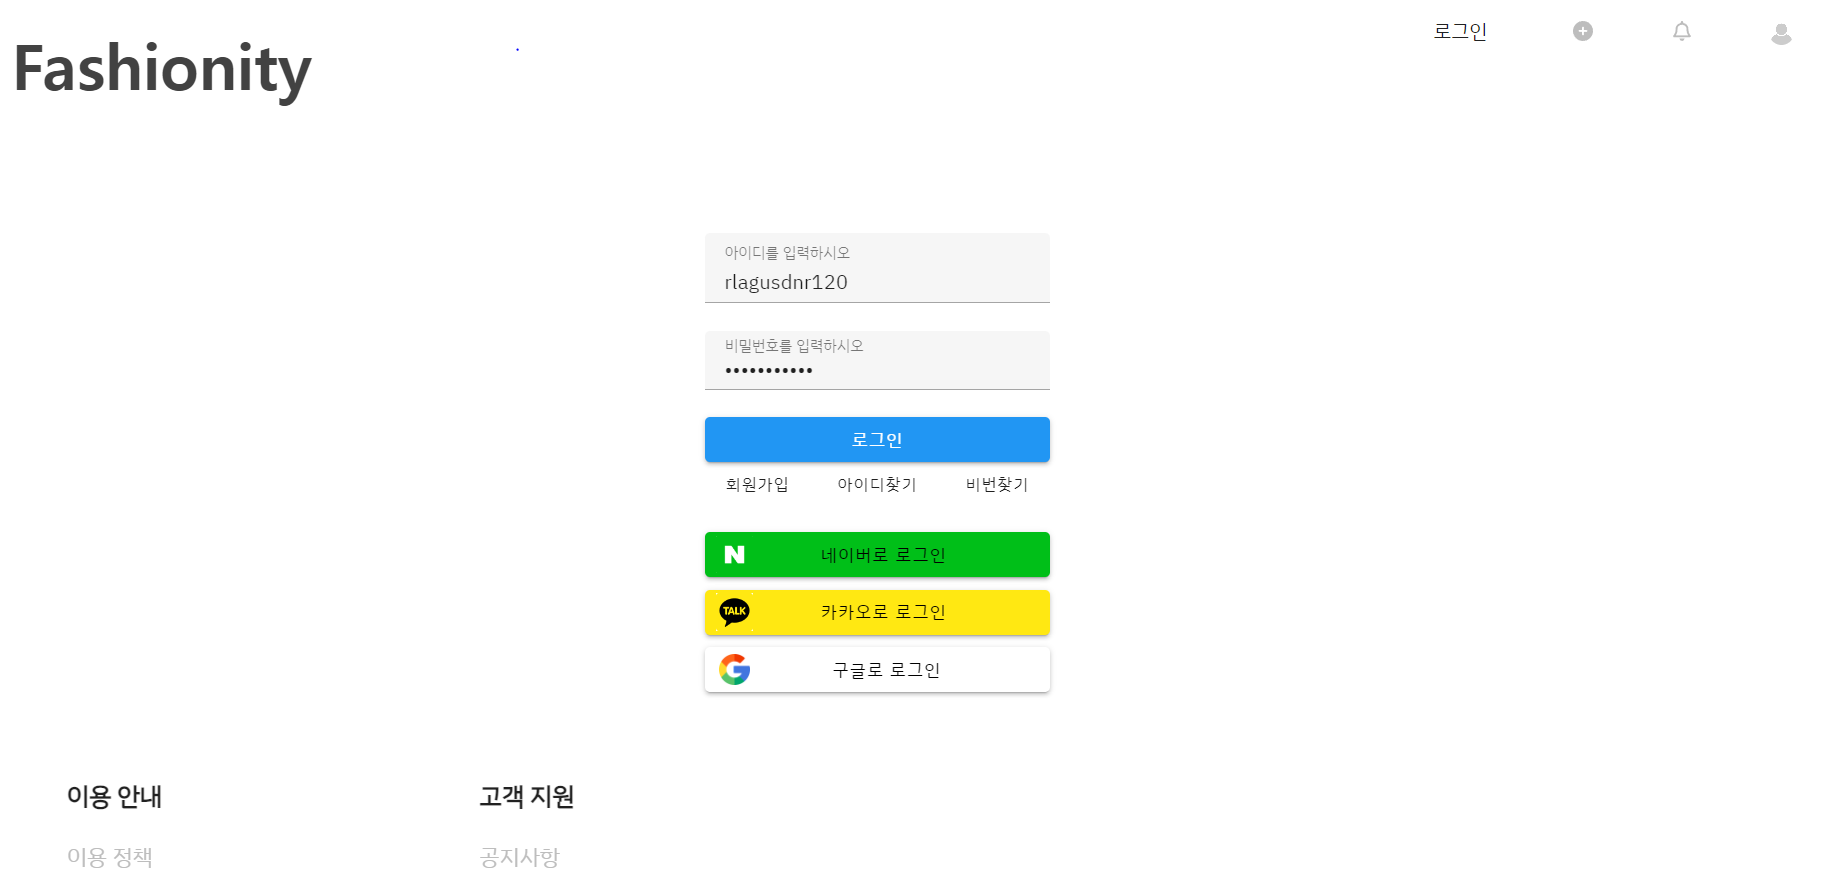 로그인
Fashionity
아이디를 입력하시오
rlagusdnr120
비밀번호를 입력하시오
•••••••••••
로그인
회원가입 아이디찾기 비번찾기
N 네이버로 로그인
TALK 카카오로 로그인
G 구글로 로그인
이용 안내 고객 지원
이용 정책 공지사항